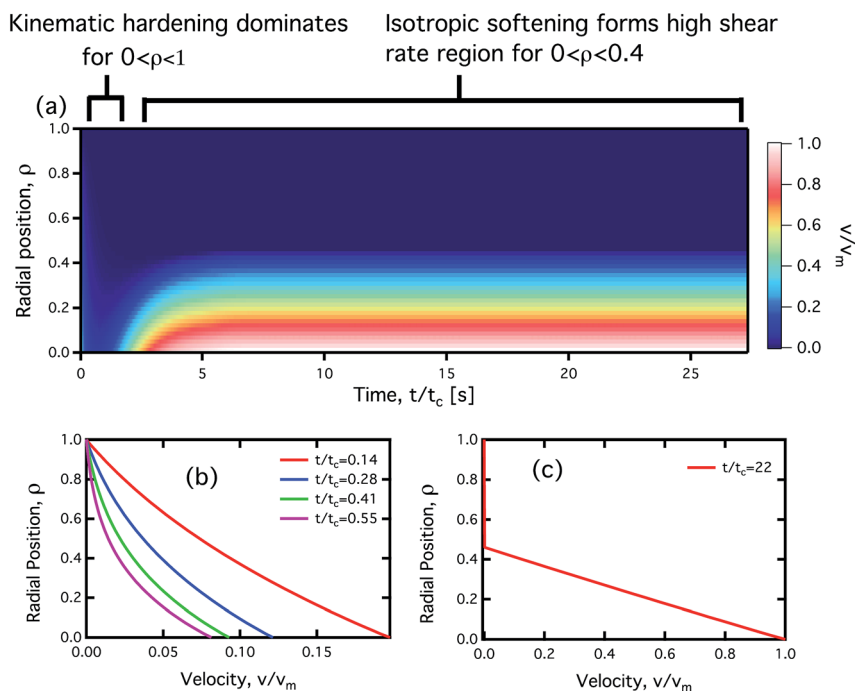 Kinematic hardening dominates
for 0<ρ<1
Isotropic softening forms high shear
rate region for 0<ρ<0.4
(a)
1.0
0.8
0.6
0.4
0.2
0.0
Radial position, ρ
0 5 10 15 20 25
Time, t/tc [s]
1.0
0.8
0.6
0.4
0.2
0.0
v/vm
(b)
t/tc=0.14
t/tc=0.28
t/tc=0.41
t/tc=0.55
1.0
0.8
0.6
0.4
0.2
0.0
Radial Position, ρ
0.00 0.05 0.10 0.15
Velocity, v/vm
(c)
t/tc=22
1.0
0.8
0.6
0.4
0.2
0.0
Radial Position, ρ
0.0 0.2 0.4 0.6 0.8 1.0
Velocity, v/vm